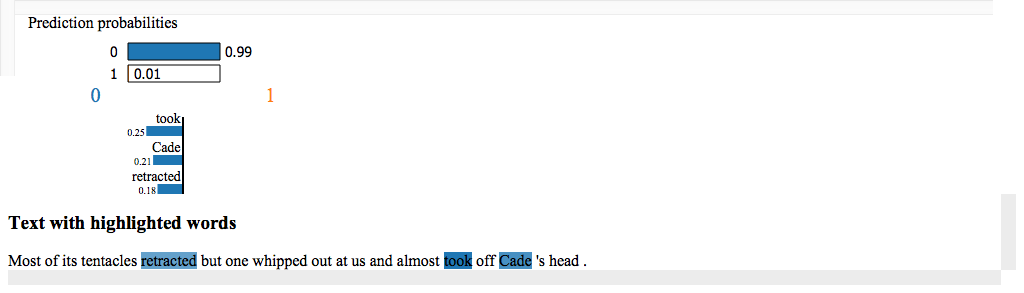 Prediction probabilities
0 0.99
1 0.01
0 1
took
0.25
Cade
0.21
retracted
0.18
Text with highlighted words
Most of its tentacles retracted but one whipped out at us and almost took off Cade 's head .